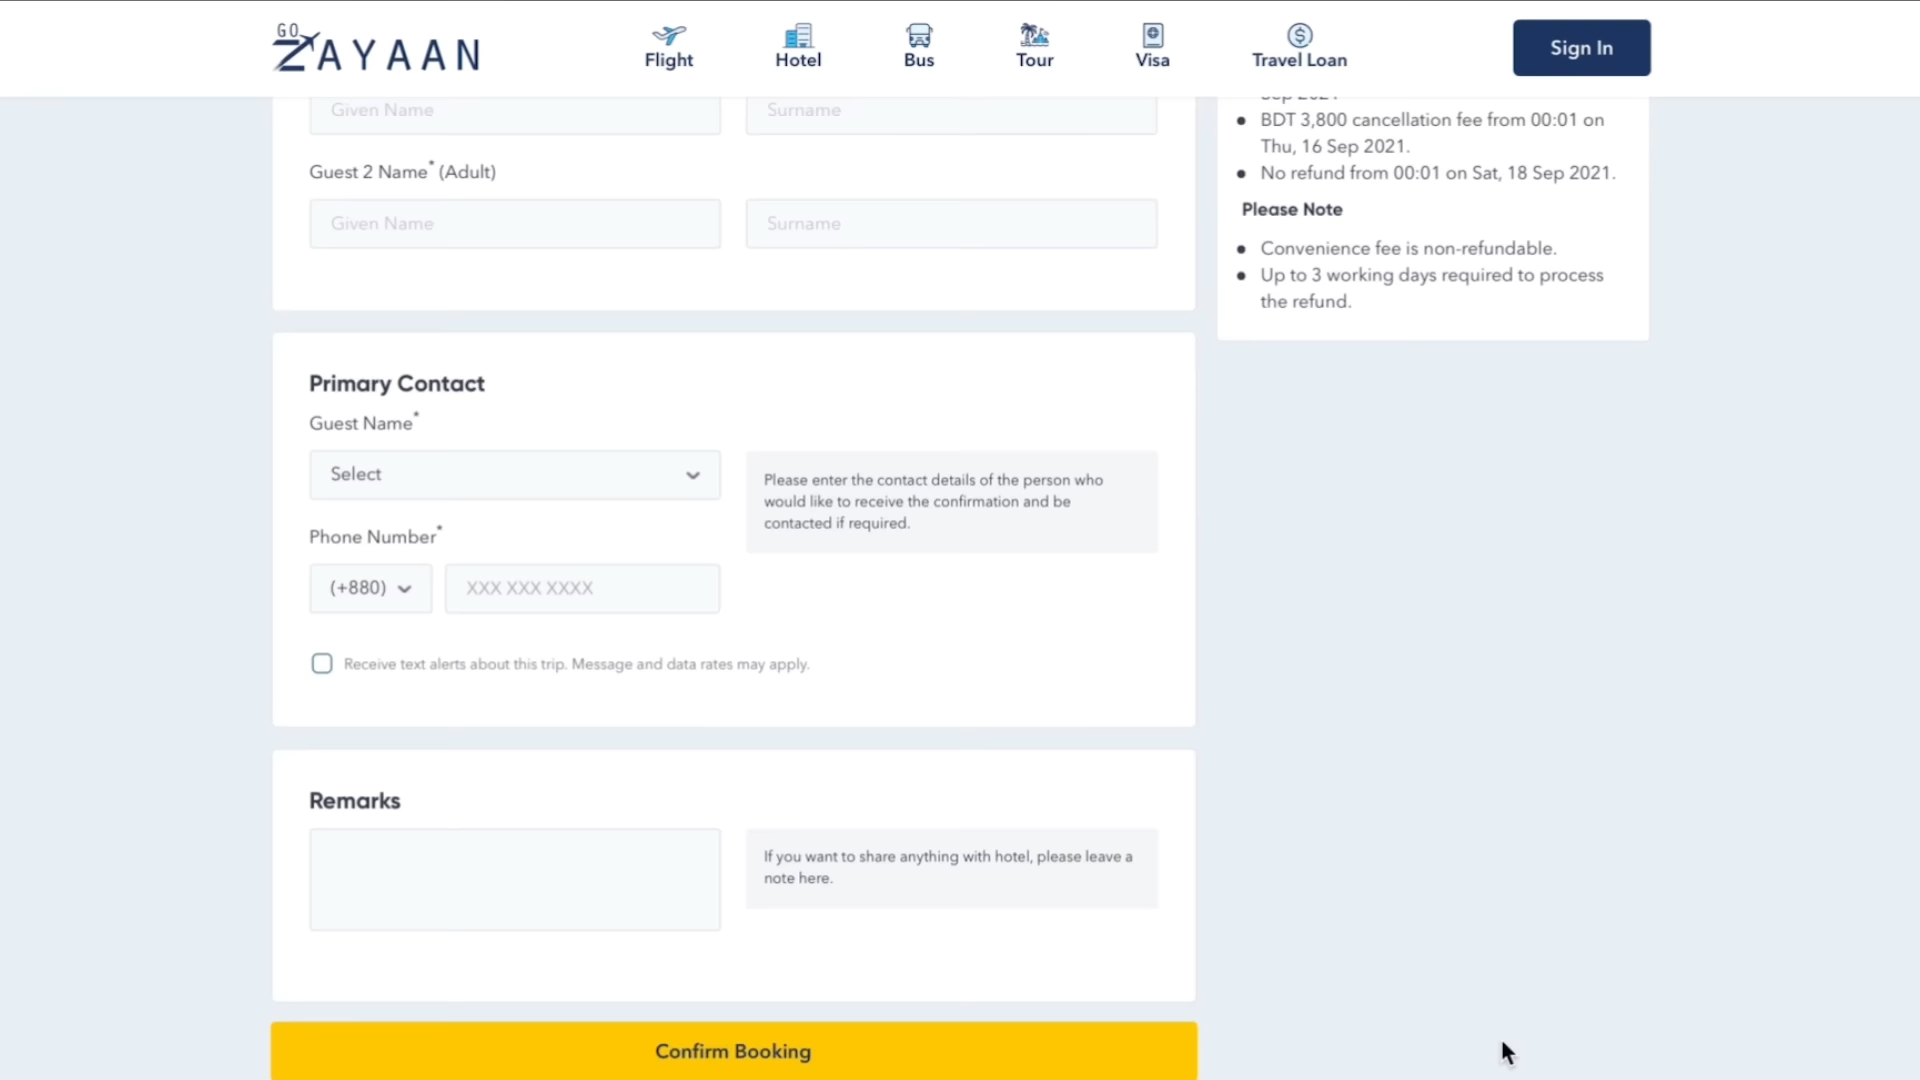 GO
ZAYAAN
Flight
Hotel
Bus
Tour
Visa
Travel Loan
Sign In
Given Name
Surname
Guest 2 Name* (Adult)
Given Name
Surname
Sep 2021
BDT 3,800 cancellation fee from 00:01 on
Thu, 16 Sep 2021.
No refund from 00:01 on Sat, 18 Sep 2021.
Please Note
Convenience fee is non-refundable.
Up to 3 working days required to process
the refund.
Primary Contact
Guest Name*
Select
Please enter the contact details of the person who
would like to receive the confirmation and be
contacted if required.
Phone Number*
(+880)
XXX XXX XXXX
Receive text alerts about this trip. Message and data rates may apply.
Remarks
If you want to share anything with hotel, please leave a
note here.
Confirm Booking